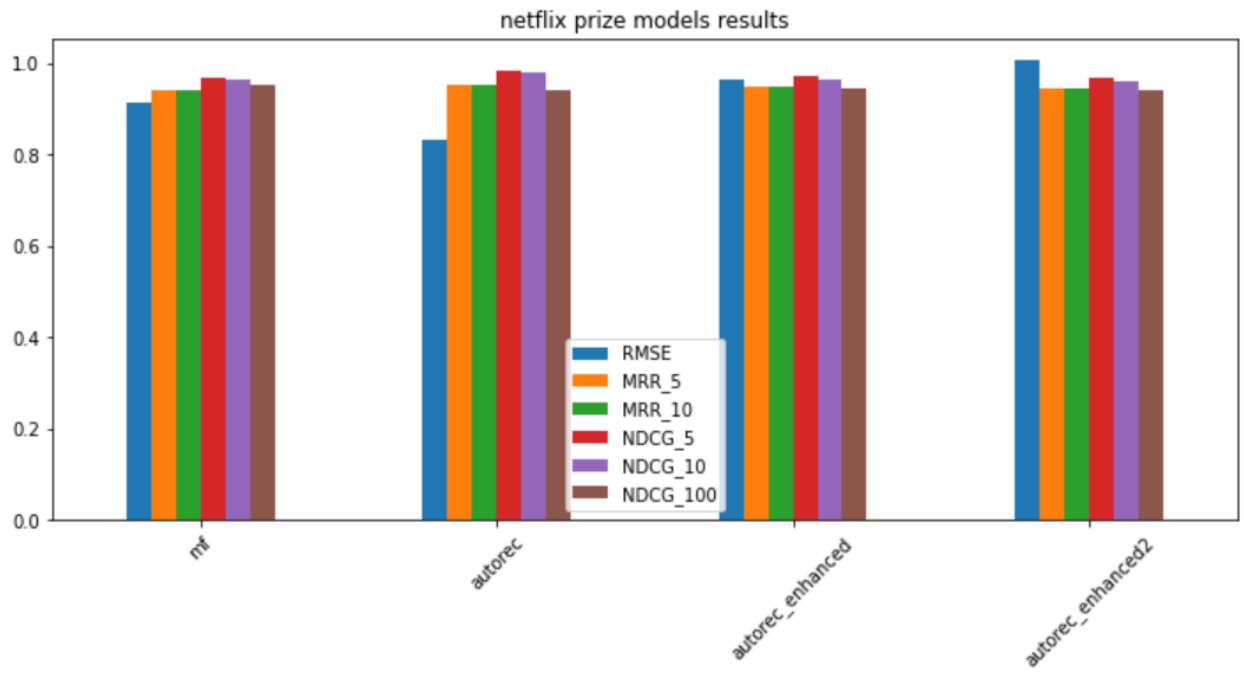 netflix prize models results
1.0
0.8
0.6
0.4
0.2
0.0
RMSE
MRR_5
MRR_10
NDCG_5
NDCG_10
NDCG_100
mf
autorec
autorec_enhanced
autorec_enhanced2